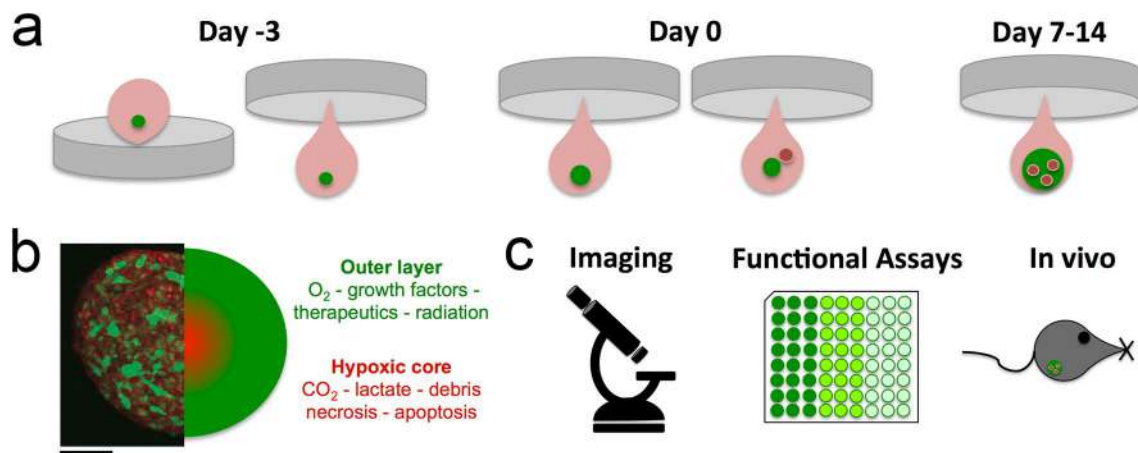 a
Day -3
Day 0
Day 7-14
b
Outer layer
O₂ - growth factors -
therapeutics - radiation
Hypoxic core
CO₂ - lactate - debris
necrosis - apoptosis
c
Imaging
Functional Assays
In vivo